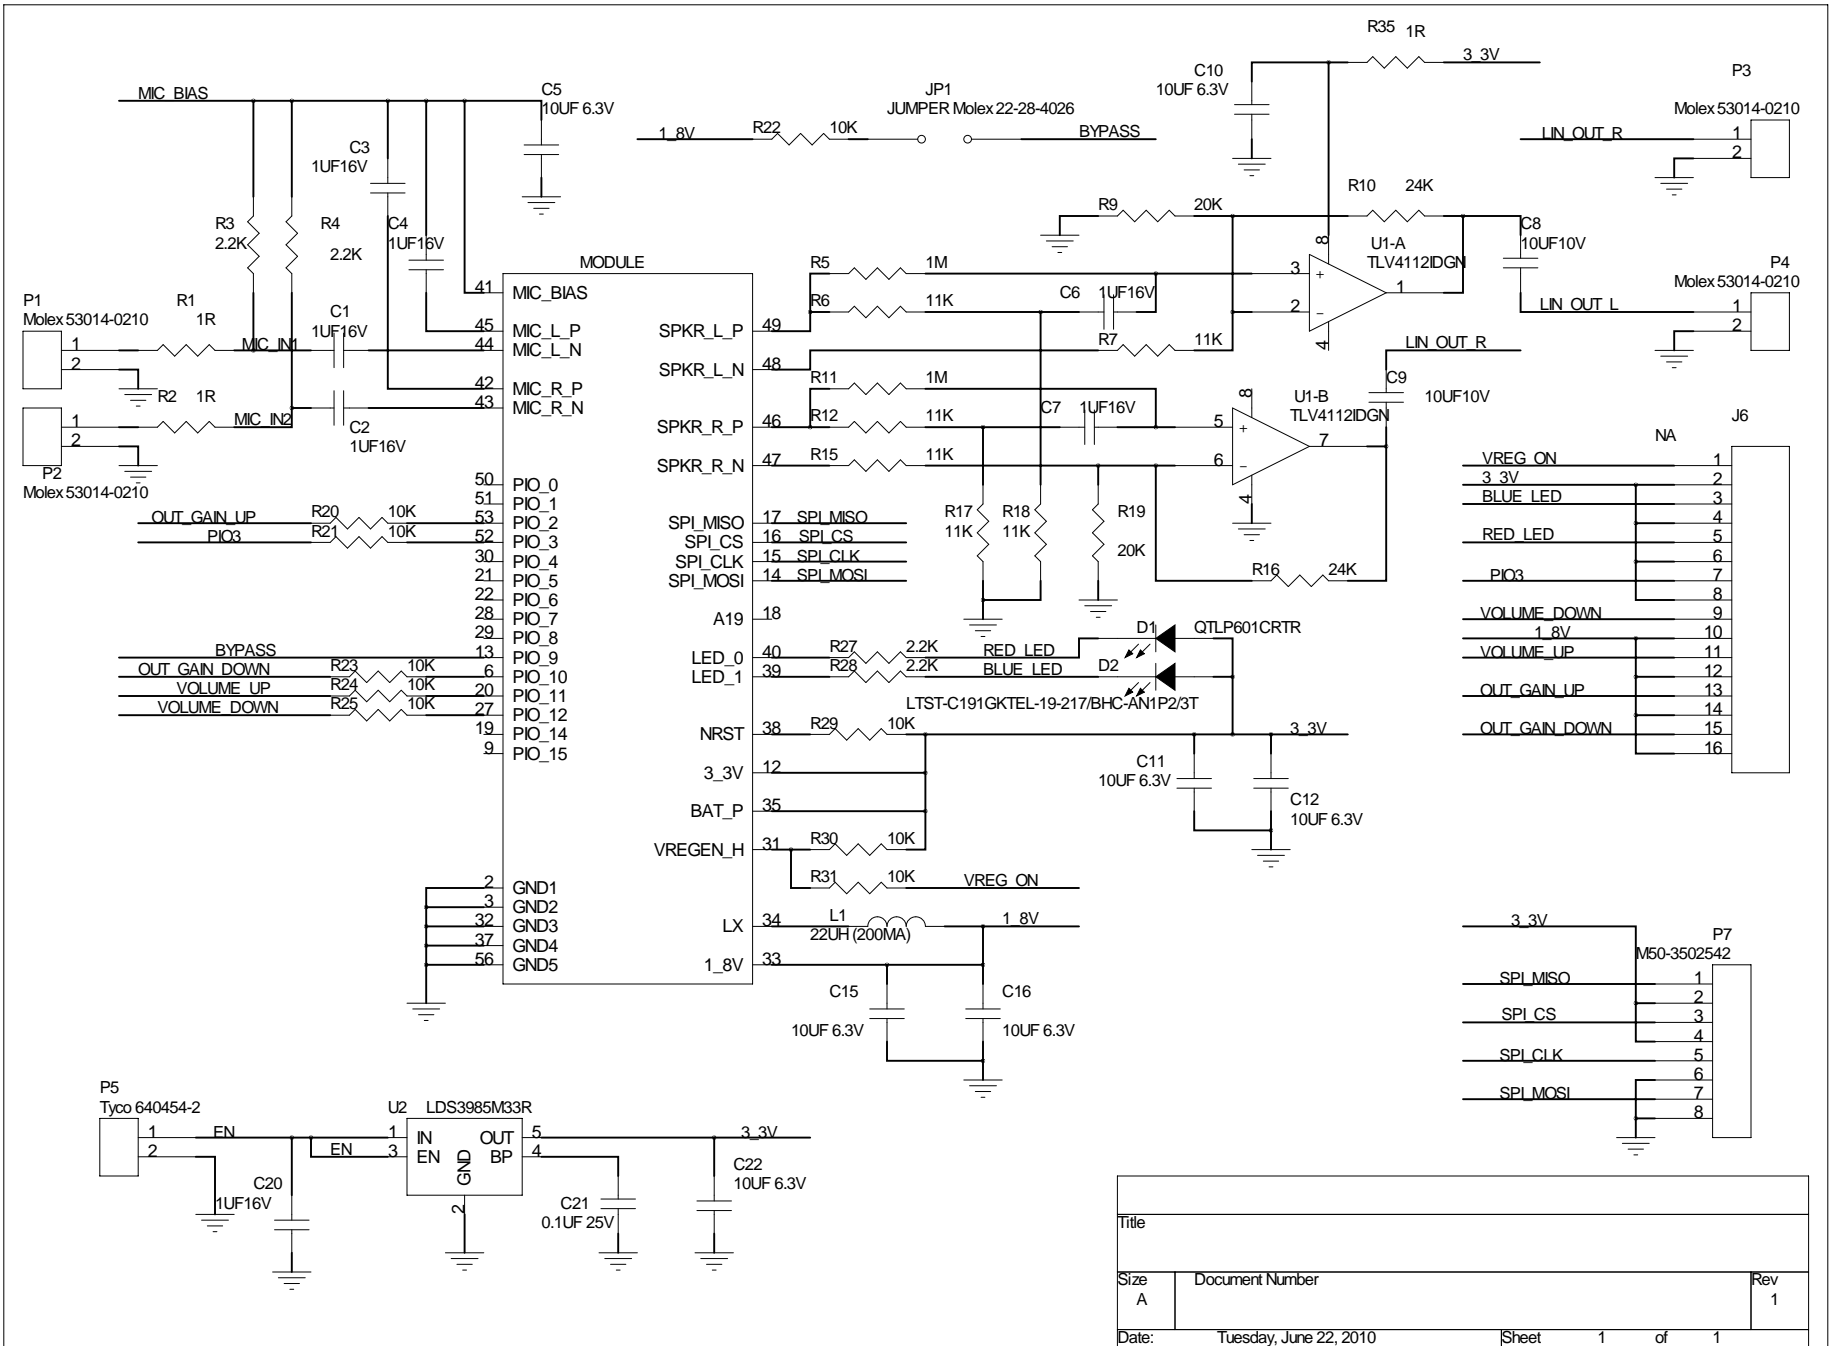 R35 1R
3_3V
C10
10UF 6.3V
P3
Molex 53014-0210
LIN_OUT_R
1
2
MIC_BIAS
C5
10UF 6.3V
JP1
JUMPER Molex 22-28-4026
1_8V
R22
10K
BYPASS
C3
1UF16V
R3
2.2K
R4
2.2K
C4
1UF16V
R9
20K
R10
24K
C8
10UF10V
8
U1-A
TLV4112IDGN
3
+
2
−
1
4
P4
Molex 53014-0210
LIN_OUT_L
1
2
MODULE
P1
Molex 53014-0210
1
2
R1
1R
MIC_IN1
C1
1UF16V
R2
1R
MIC_IN2
C2
1UF16V
1
2
P2
Molex 53014-0210
41 MIC_BIAS
45 MIC_L_P
44 MIC_L_N
42 MIC_R_P
43 MIC_R_N
50 PIO_0
51 PIO_1
53 PIO_2
52 PIO_3
30 PIO_4
21 PIO_5
22 PIO_6
28 PIO_7
29 PIO_8
13 PIO_9
6 PIO_10
20 PIO_11
27 PIO_12
19 PIO_14
9 PIO_15
2 GND1
3 GND2
32 GND3
37 GND4
56 GND5
OUT_GAIN_UP
R20
10K
PIO3
R21
10K
BYPASS
OUT_GAIN_DOWN
R23
10K
VOLUME_UP
R24
10K
VOLUME_DOWN
R25
10K
SPKR_L_P 49
SPKR_L_N 48
SPKR_R_P 46
SPKR_R_N 47
SPI_MISO 17 SPI_MISO
SPI_CS 16 SPI_CS
SPI_CLK 15 SPI_CLK
SPI_MOSI 14 SPI_MOSI
A19 18
LED_0 40
LED_1 39
NRST 38
3_3V 12
BAT_P 35
VREGEN_H 31
LX 34
1_8V 33
R5
1M
R6
11K
C6
1UF16V
R7
11K
R11
1M
R12
11K
C7
1UF16V
R15
11K
LIN_OUT_R
C9
10UF10V
8
U1-B
TLV4112IDGN
5
+
6
−
7
4
R17
11K
R18
11K
R19
20K
R16
24K
R27
2.2K
RED_LED
D1
QTLP601CRTR
R28
2.2K
BLUE_LED
D2
LTST-C191GKTEL-19-217/BHC-AN1P2/3T
R29
10K
3_3V
C11
10UF 6.3V
C12
10UF 6.3V
R30
10K
R31
10K
VREG_ON
L1
22UH (200MA)
1_8V
C15
10UF 6.3V
C16
10UF 6.3V
J6
NA
VREG_ON 1
3_3V 2
BLUE_LED 3
4
RED_LED 5
6
PIO3 7
8
VOLUME_DOWN 9
1_8V 10
VOLUME_UP 11
12
OUT_GAIN_UP 13
14
OUT_GAIN_DOWN 15
16
3_3V
P7
M50-3502542
SPI_MISO 1
2
SPI_CS 3
4
SPI_CLK 5
6
SPI_MOSI 7
8
P5
Tyco 640454-2
1
2
EN
EN
C20
1UF16V
U2 LDS3985M33R
1 IN
3 EN
OUT 5
BP 4
GND
2
3_3V
C21
0.1UF 25V
C22
10UF 6.3V
Title
Size
A
Document Number
Rev
1
Date: Tuesday, June 22, 2010
Sheet 1 of 1